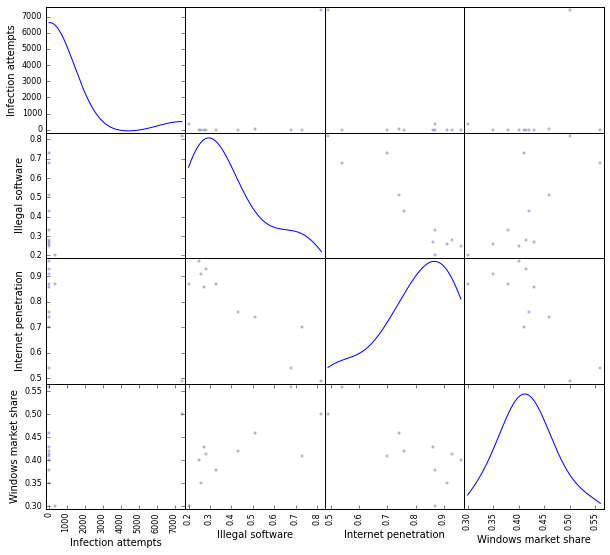 7000
6000
5000
4000
3000
2000
1000
0
Infection attempts
0.8
0.7
0.6
0.5
0.4
0.3
0.2
Illegal software
0.9
0.8
0.7
0.6
0.5
Internet penetration
0.55
0.50
0.45
0.40
0.35
0.30
Windows market share
0 1000 2000 3000 4000 5000 6000 7000
0.2 0.3 0.4 0.5 0.6 0.7 0.8
0.5 0.6 0.7 0.8 0.9
0.30 0.35 0.40 0.45 0.50 0.55
Infection attempts
Illegal software
Internet penetration
Windows market share